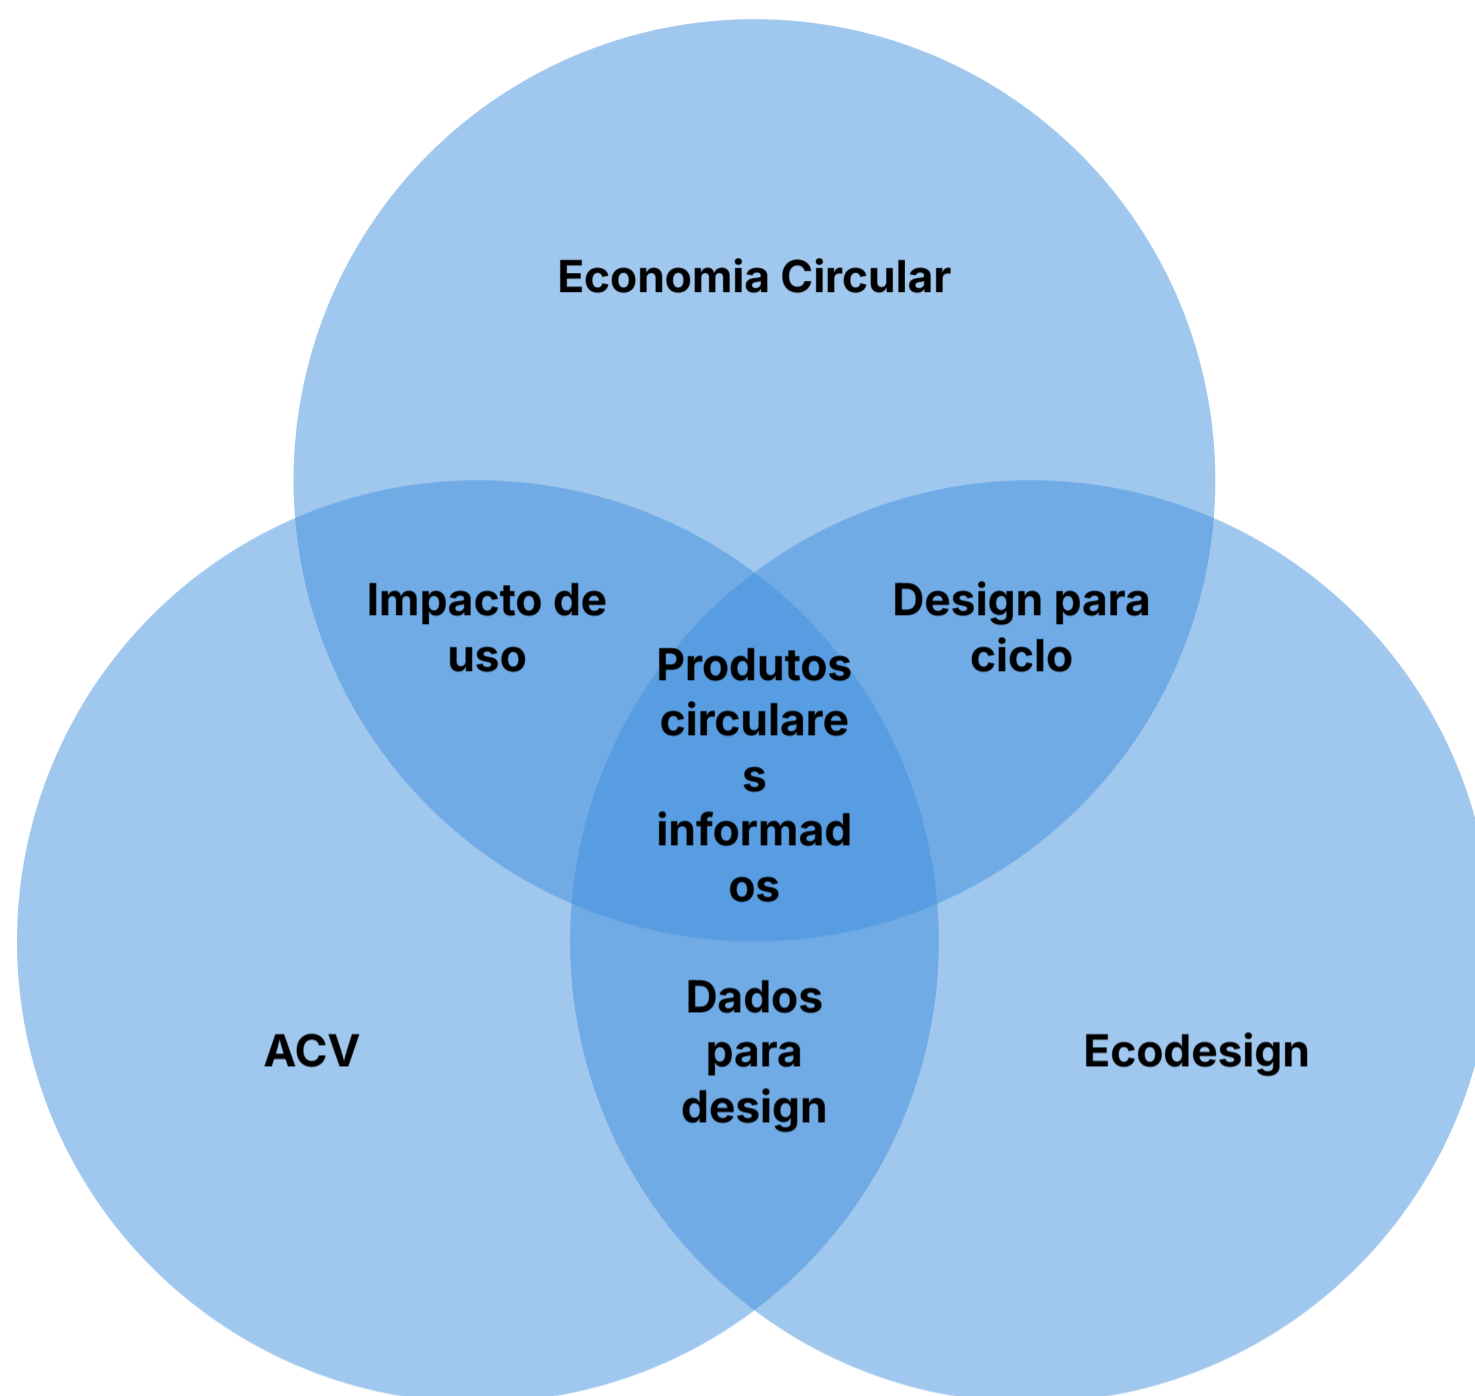 Economia Circular
Impacto de
uso
Design para
ciclo
Produtos
circulare
s
informad
os
Dados
para
design
ACV
Ecodesign